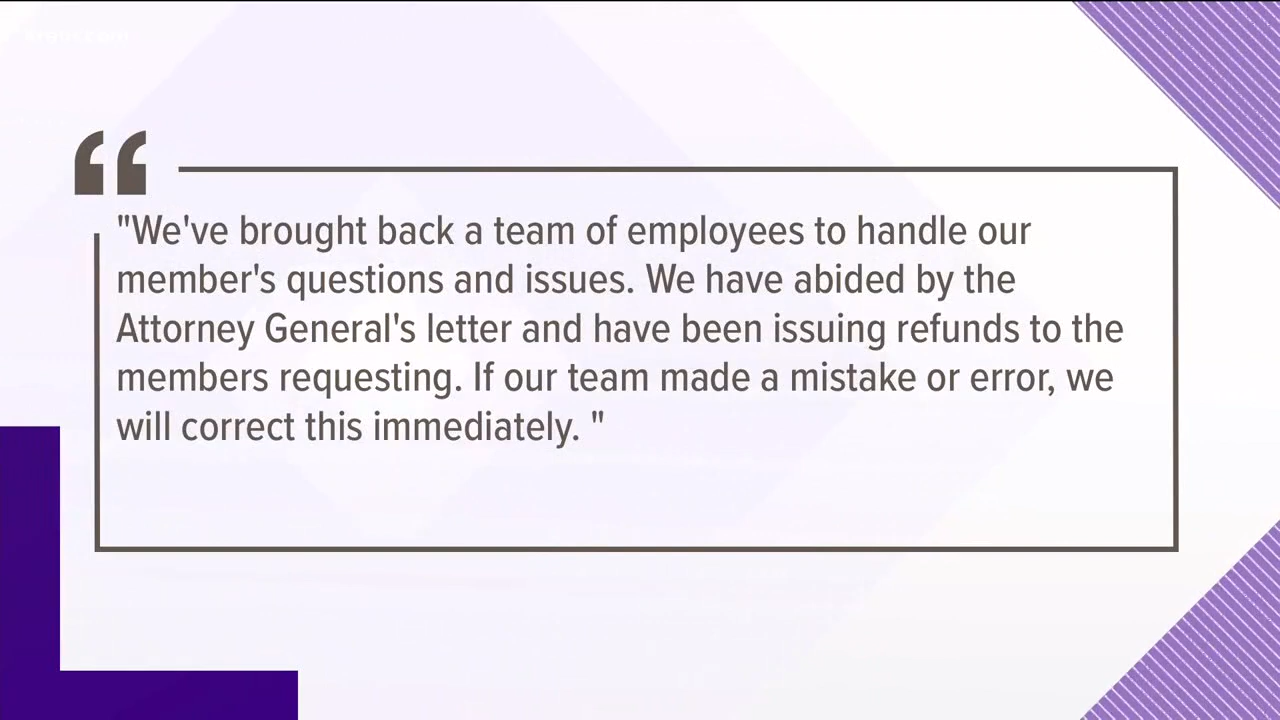 "We've brought back a team of employees to handle our
member's questions and issues. We have abided by the
Attorney General's letter and have been issuing refunds to the
members requesting. If our team made a mistake or error, we
will correct this immediately. "